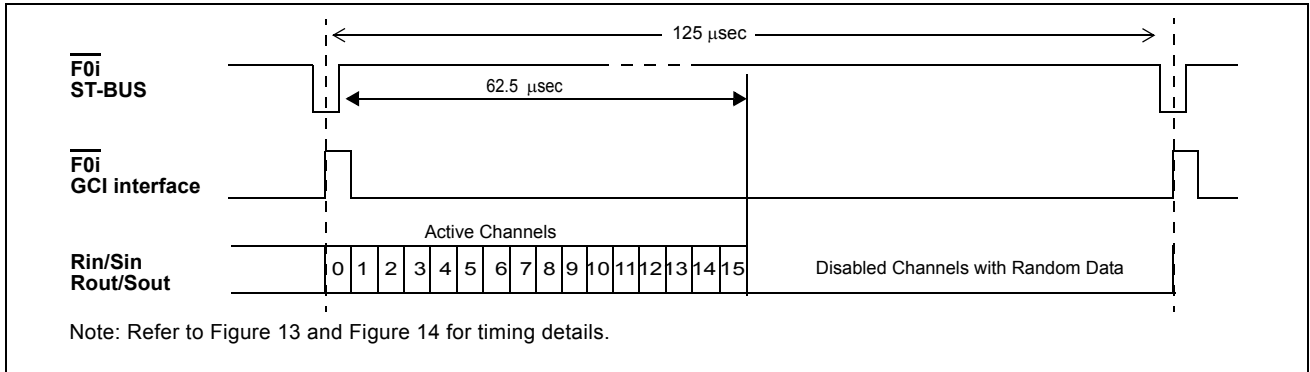 125 μsec
F0i
ST-BUS
62.5 μsec
F0i
GCI interface
Active Channels
Rin/Sin
Rout/Sout
0 1 2 3 4 5 6 7 8 9 10 11 12 13 14 15
Disabled Channels with Random Data
Note: Refer to Figure 13 and Figure 14 for timing details.